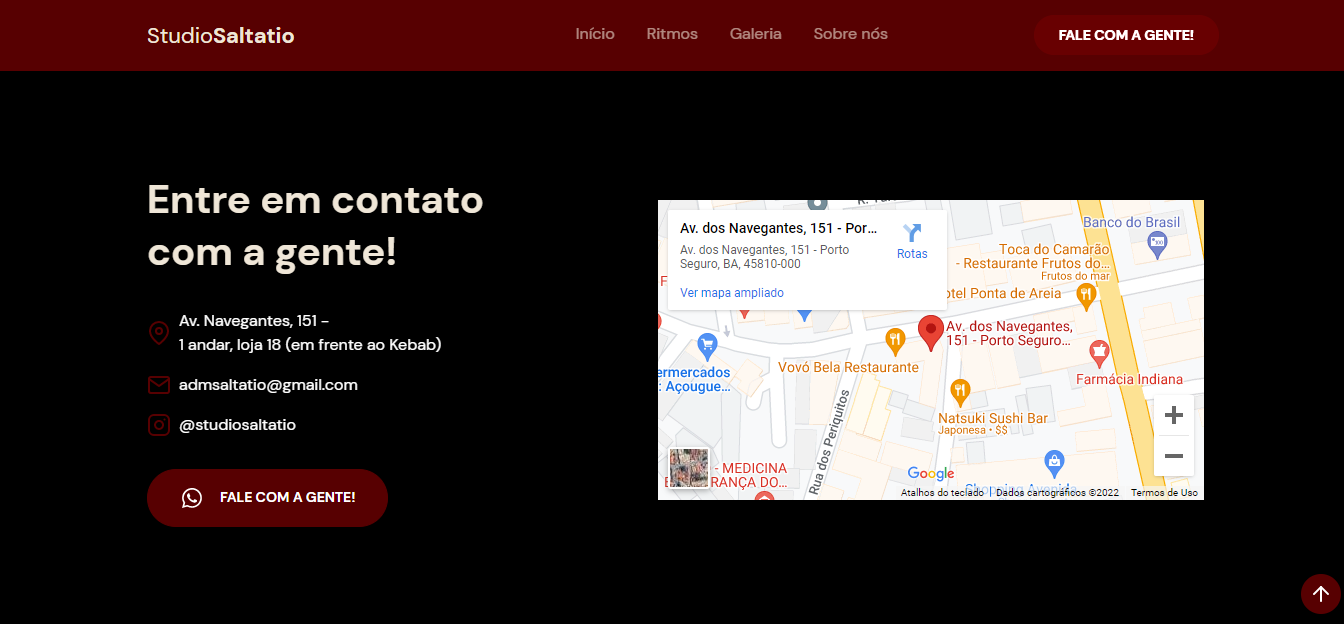 StudioSaltatio
Início
Ritmos
Galeria
Sobre nós
FALE COM A GENTE!
Entre em contato
com a gente!
Av. Navegantes, 151 –
1 andar, loja 18 (em frente ao Kebab)
admsaltatio@gmail.com
@studiosaltatio
FALE COM A GENTE!
Av. dos Navegantes, 151 - Por...
Av. dos Navegantes, 151 - Porto
Seguro, BA, 45810-000
Rotas
Ver mapa ampliado
Banco do Brasil
Toca do Camarão
- Restaurante Frutos do...
Frutos do mar
otel Ponta de Areia
Av. dos Navegantes,
151 - Porto Seguro...
Vovó Bela Restaurante
ermercados
: Açougue...
Farmácia Indiana
Natsuki Sushi Bar
Japonesa • $$
Rua dos Periquitos
- MEDICINA
RANÇA DO...
Google
Shopping Avenida
Atalhos do teclado
Dados cartográficos ©2022
Termos de Uso